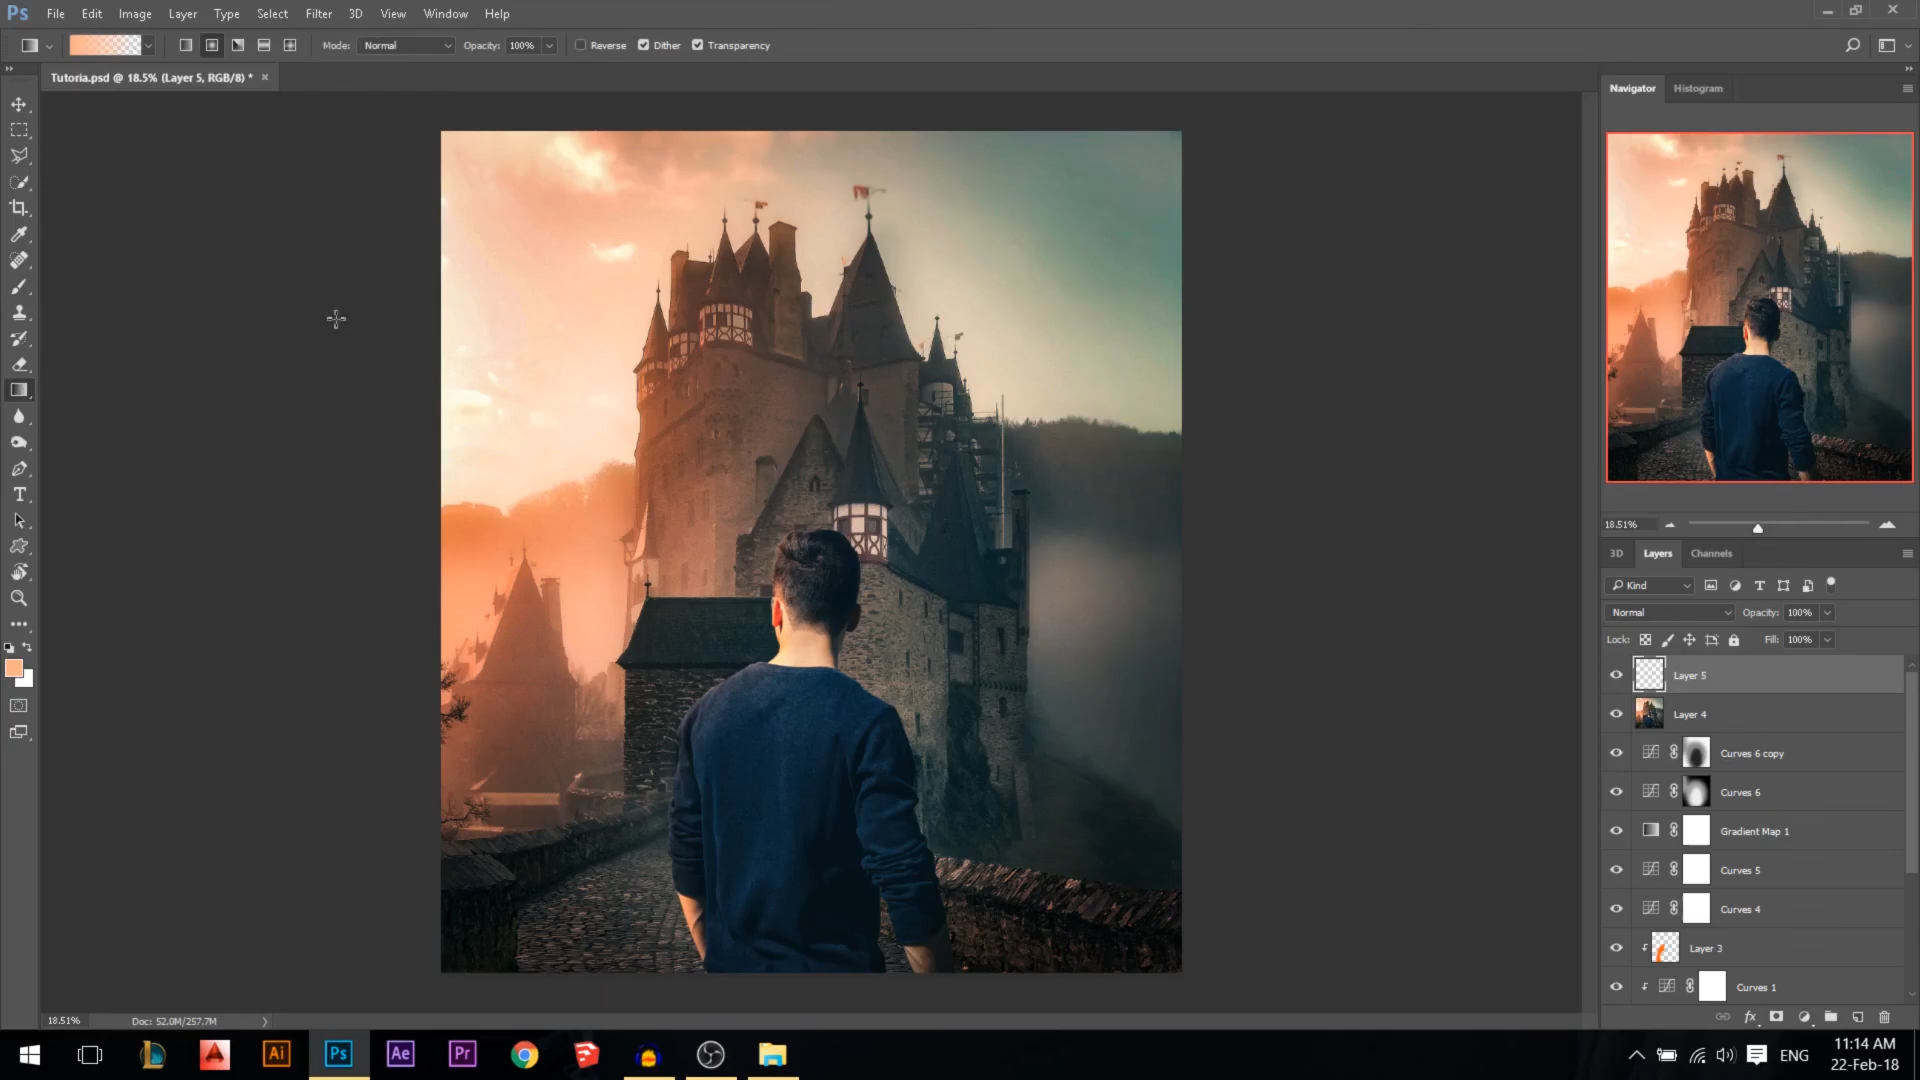 Ps File Edit Image Layer Type Select Filter 3D View Window Help
Mode: Normal Opacity: 100% Reverse Dither Transparency
Tutoria.psd @ 18.5% (Layer 5, RGB/8) *
Navigator Histogram
18.51%
3D Layers Channels
Kind
Normal Opacity: 100%
Lock: Fill: 100%
Layer 5
Layer 4
Curves 6 copy
Curves 6
Gradient Map 1
Curves 5
Curves 4
Layer 3
Curves 1
18.51% Doc: 52.0M/257.7M
Ai Ps Ae Pr ENG
11:14 AM
22-Feb-18